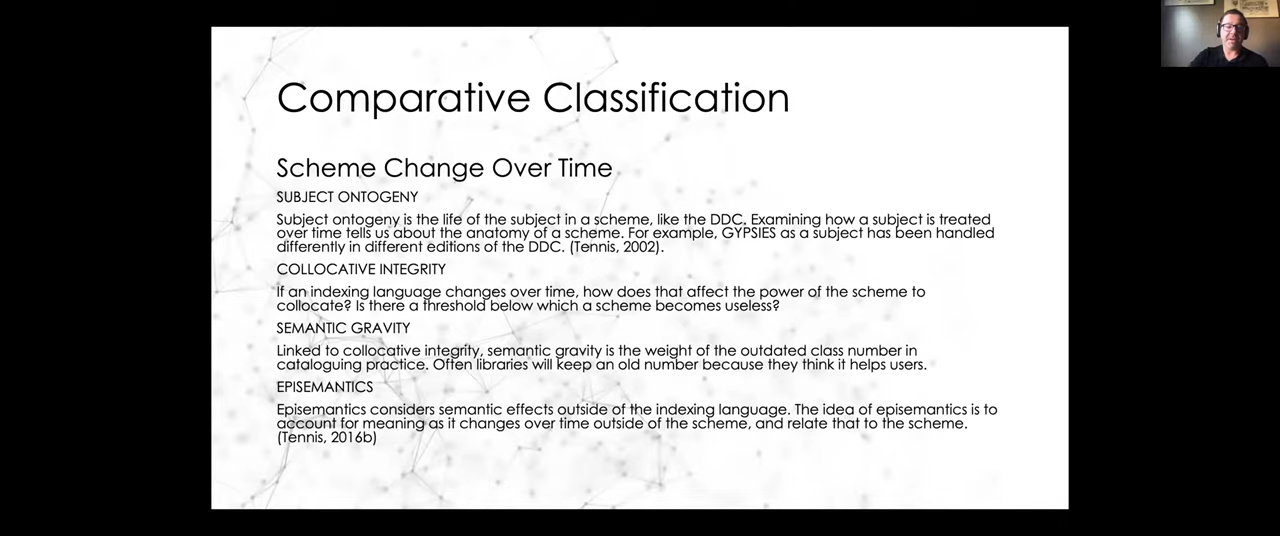 Comparative Classification
Scheme Change Over Time
SUBJECT ONTOGENY
Subject ontogeny is the life of the subject in a scheme, like the DDC. Examining how a subject is treated
over time tells us about the anatomy of a scheme. For example, GYPSIES as a subject has been handled
differently in different editions of the DDC. (Tennis, 2002).
COLLOCATIVE INTEGRITY
If an indexing language changes over time, how does that affect the power of the scheme to
collocate? Is there a threshold below which a scheme becomes useless?
SEMANTIC GRAVITY
Linked to collocative integrity, semantic gravity is the weight of the outdated class number in
cataloguing practice. Often libraries will keep an old number because they think it helps users.
EPISEMANTICS
Episemantics considers semantic effects outside of the indexing language. The idea of episemantics is to
account for meaning as it changes over time outside of the scheme, and relate that to the scheme.
(Tennis, 2016b)